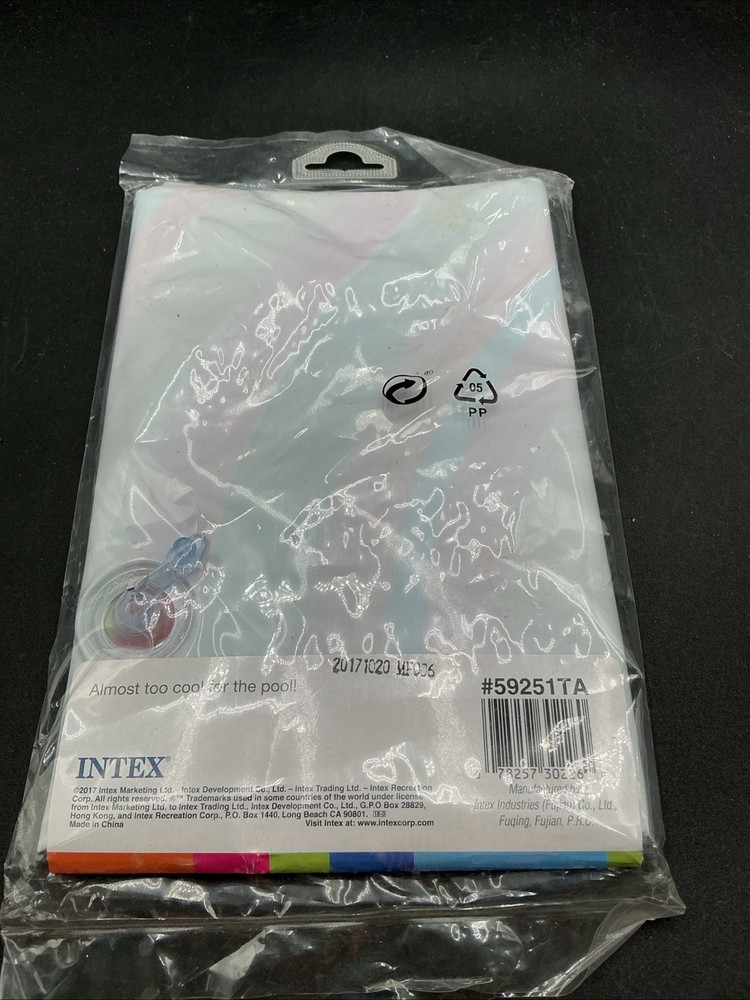 05
PP
20171020 MF006
Almost too cool for the pool!
#59251TA
INTEX®
78257 30226
©2017 Intex Marketing Ltd. - Intex Development Co., Ltd. – Intex Trading Ltd. – Intex Recreation
Corp. All rights reserved. ®™ Trademarks used in some countries of the world under license
from Intex Marketing Ltd. to Intex Trading Ltd., Intex Development Co., Ltd., G.P.O Box 28829,
Hong Kong, and Intex Recreation Corp., P.O. Box 1440, Long Beach CA 90801.
Made in China
Visit Intex at: www.intexcorp.com
Manufactured by
Intex Industries (Fujian) Co., Ltd.,
Fuqing, Fujian, P.R.C.